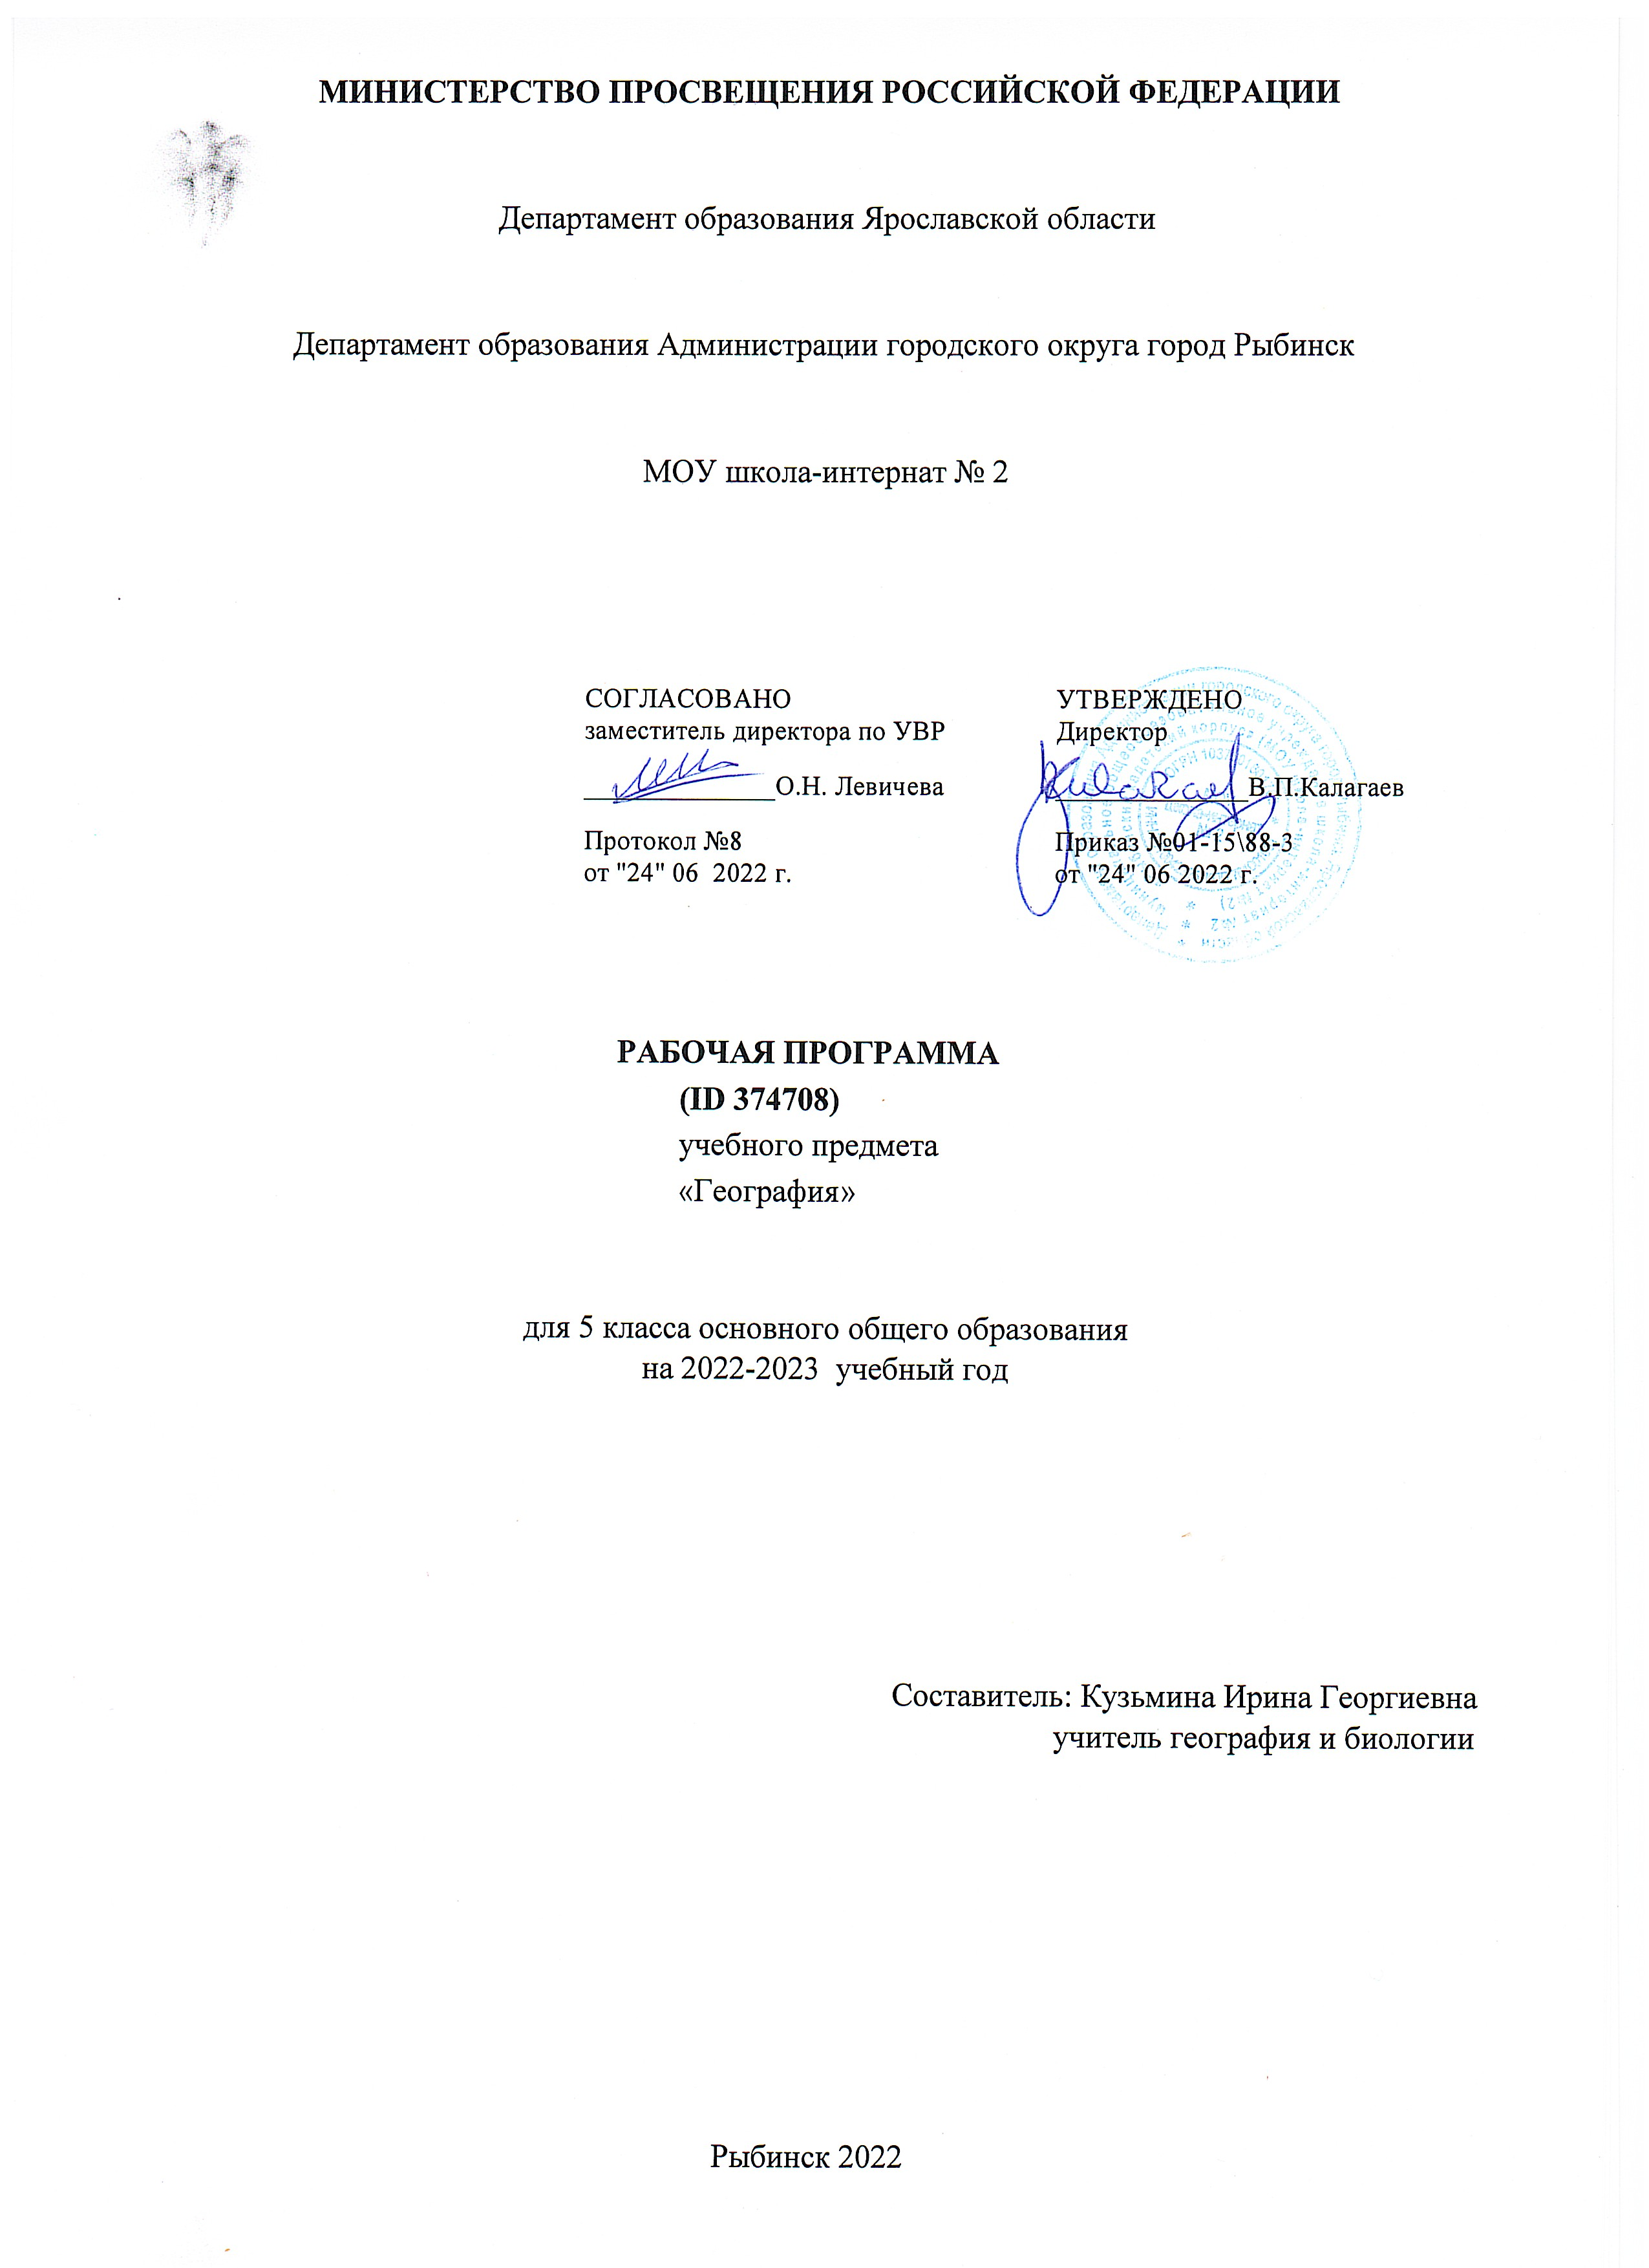 МИНИСТЕРСТВО ПРОСВЕЩЕНИЯ РОССИЙСКОЙ ФЕДЕРАЦИИ
Департамент образования Ярославской области
Департамент образования Администрации городского округа город Рыбинск
МОУ школа-интернат № 2
СОГЛАСОВАНО
заместитель директора по УВР
О.Н. Левичева
Протокол №8
от "24" 06 2022 г.
УТВЕРЖДЕНО
Директор
В.П.Калагаев
Приказ №01-15\88-3
от "24" 06 2022 г.
РАБОЧАЯ ПРОГРАММА
(ID 374708)
учебного предмета
«География»
для 5 класса основного общего образования
на 2022-2023 учебный год
Составитель: Кузьмина Ирина Георгиевна
учитель география и биологии
Рыбинск 2022